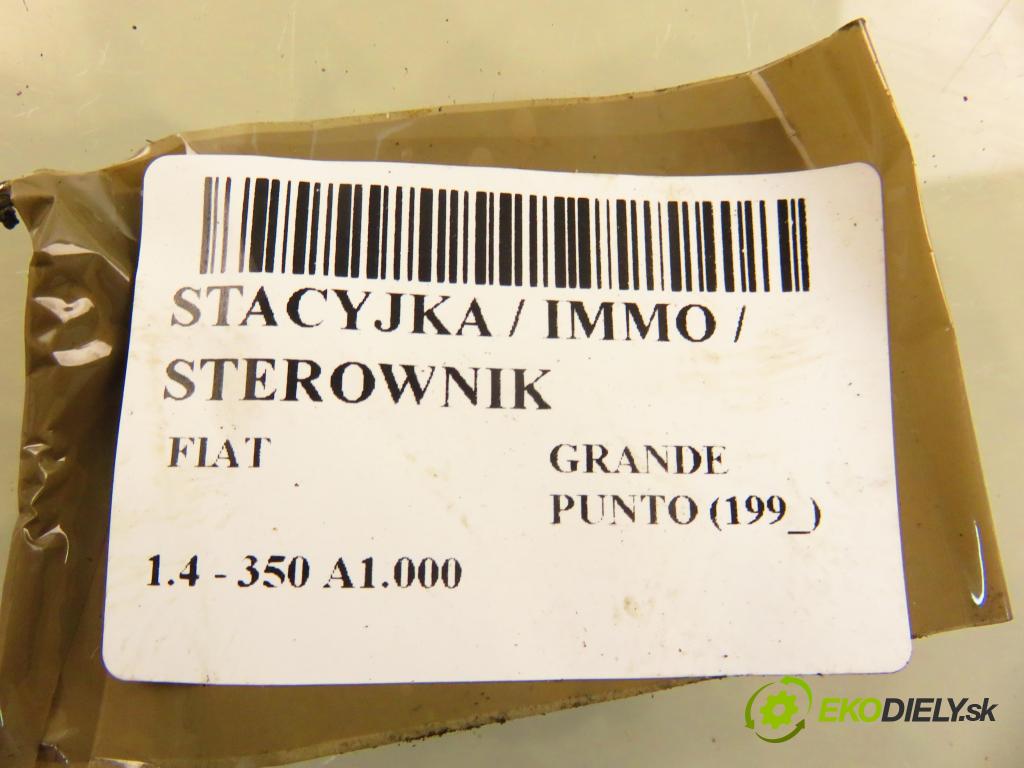 STACYJKA / IMMO /
STEROWNIK
FIAT GRANDE
PUNTO (199_)
1.4 - 350 A1.000
EKODIELY.sk